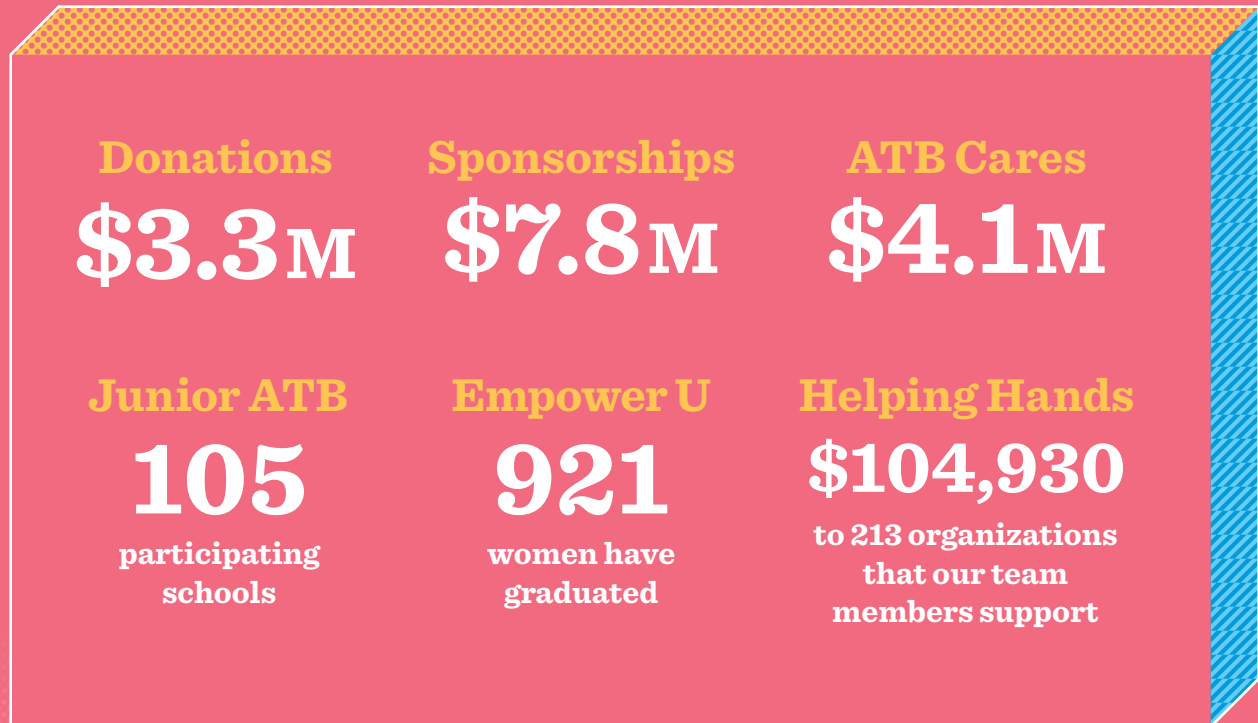 Donations
$3.3M
Sponsorships
$7.8M
ATB Cares
$4.1M
Junior ATB
105
participating
schools
Empower U
921
women have
graduated
Helping Hands
$104,930
to 213 organizations
that our team
members support